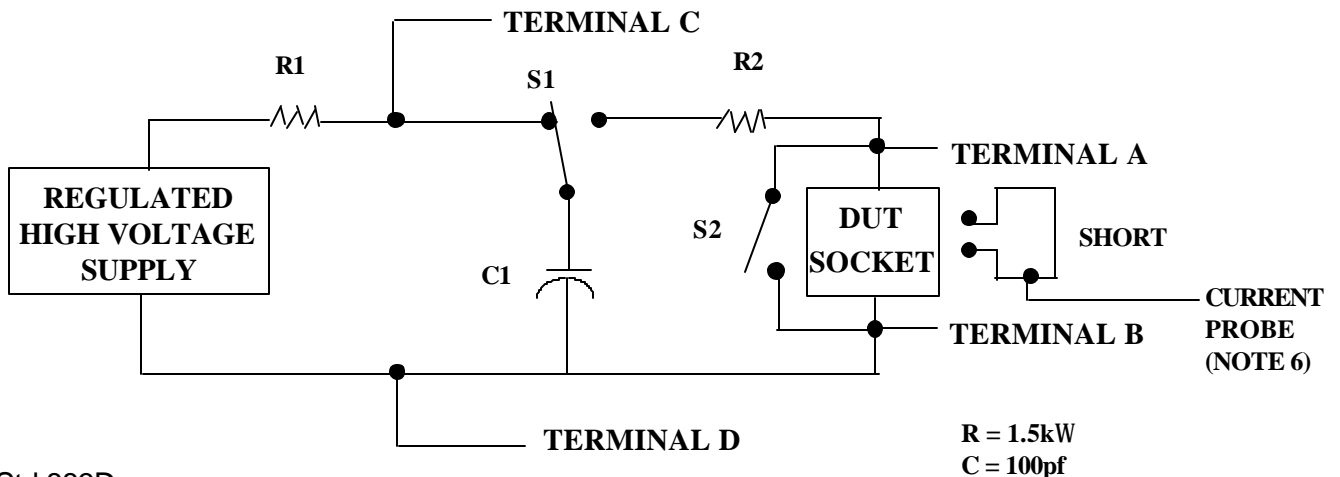 TERMINAL C
R1
S1
R2
TERMINAL A
REGULATED
HIGH VOLTAGE
SUPPLY
S2
DUT
SOCKET
SHORT
C1
CURRENT
PROBE
(NOTE 6)
TERMINAL B
TERMINAL D
R = 1.5kW
C = 100pf